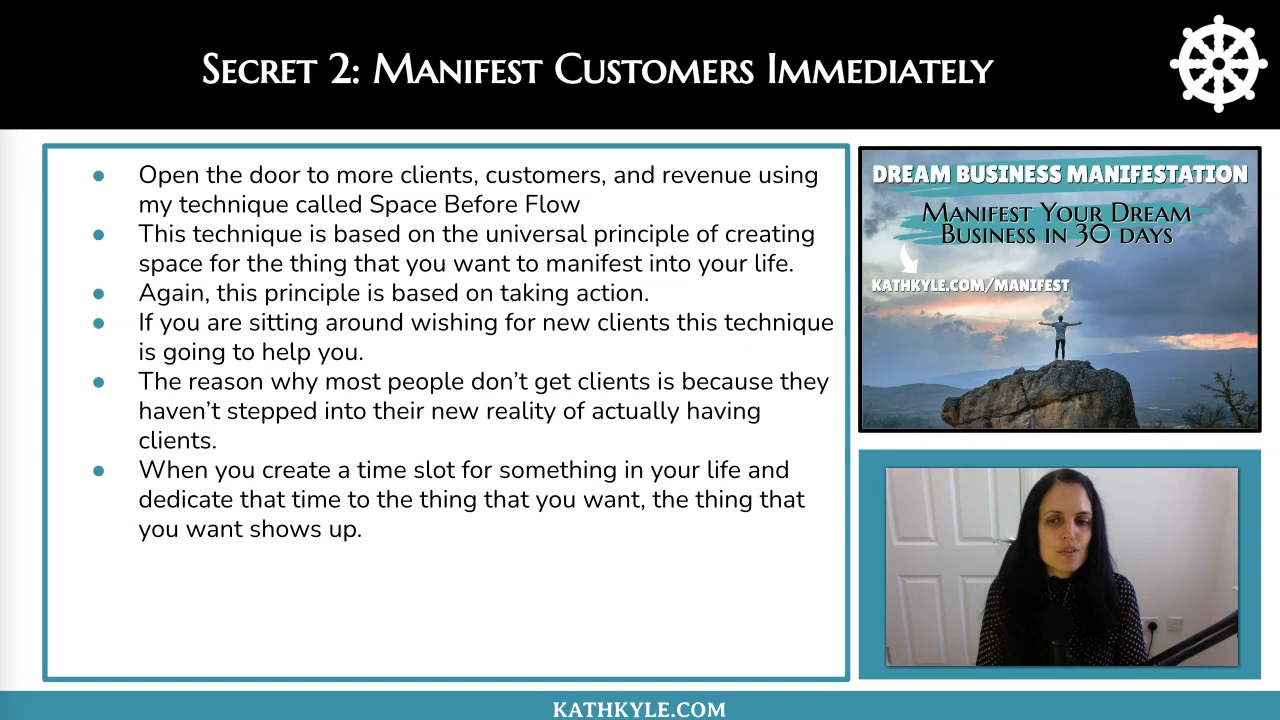 Secret 2: Manifest Customers Immediately
Open the door to more clients, customers, and revenue using
my technique called Space Before Flow
This technique is based on the universal principle of creating
space for the thing that you want to manifest into your life.
Again, this principle is based on taking action.
If you are sitting around wishing for new clients this technique
is going to help you.
The reason why most people don’t get clients is because they
haven’t stepped into their new reality of actually having
clients.
When you create a time slot for something in your life and
dedicate that time to the thing that you want, the thing that
you want shows up.
DREAM BUSINESS MANIFESTATION
Manifest Your Dream
Business in 30 days
KATHKYLE.COM/MANIFEST
KATHKYLE.COM